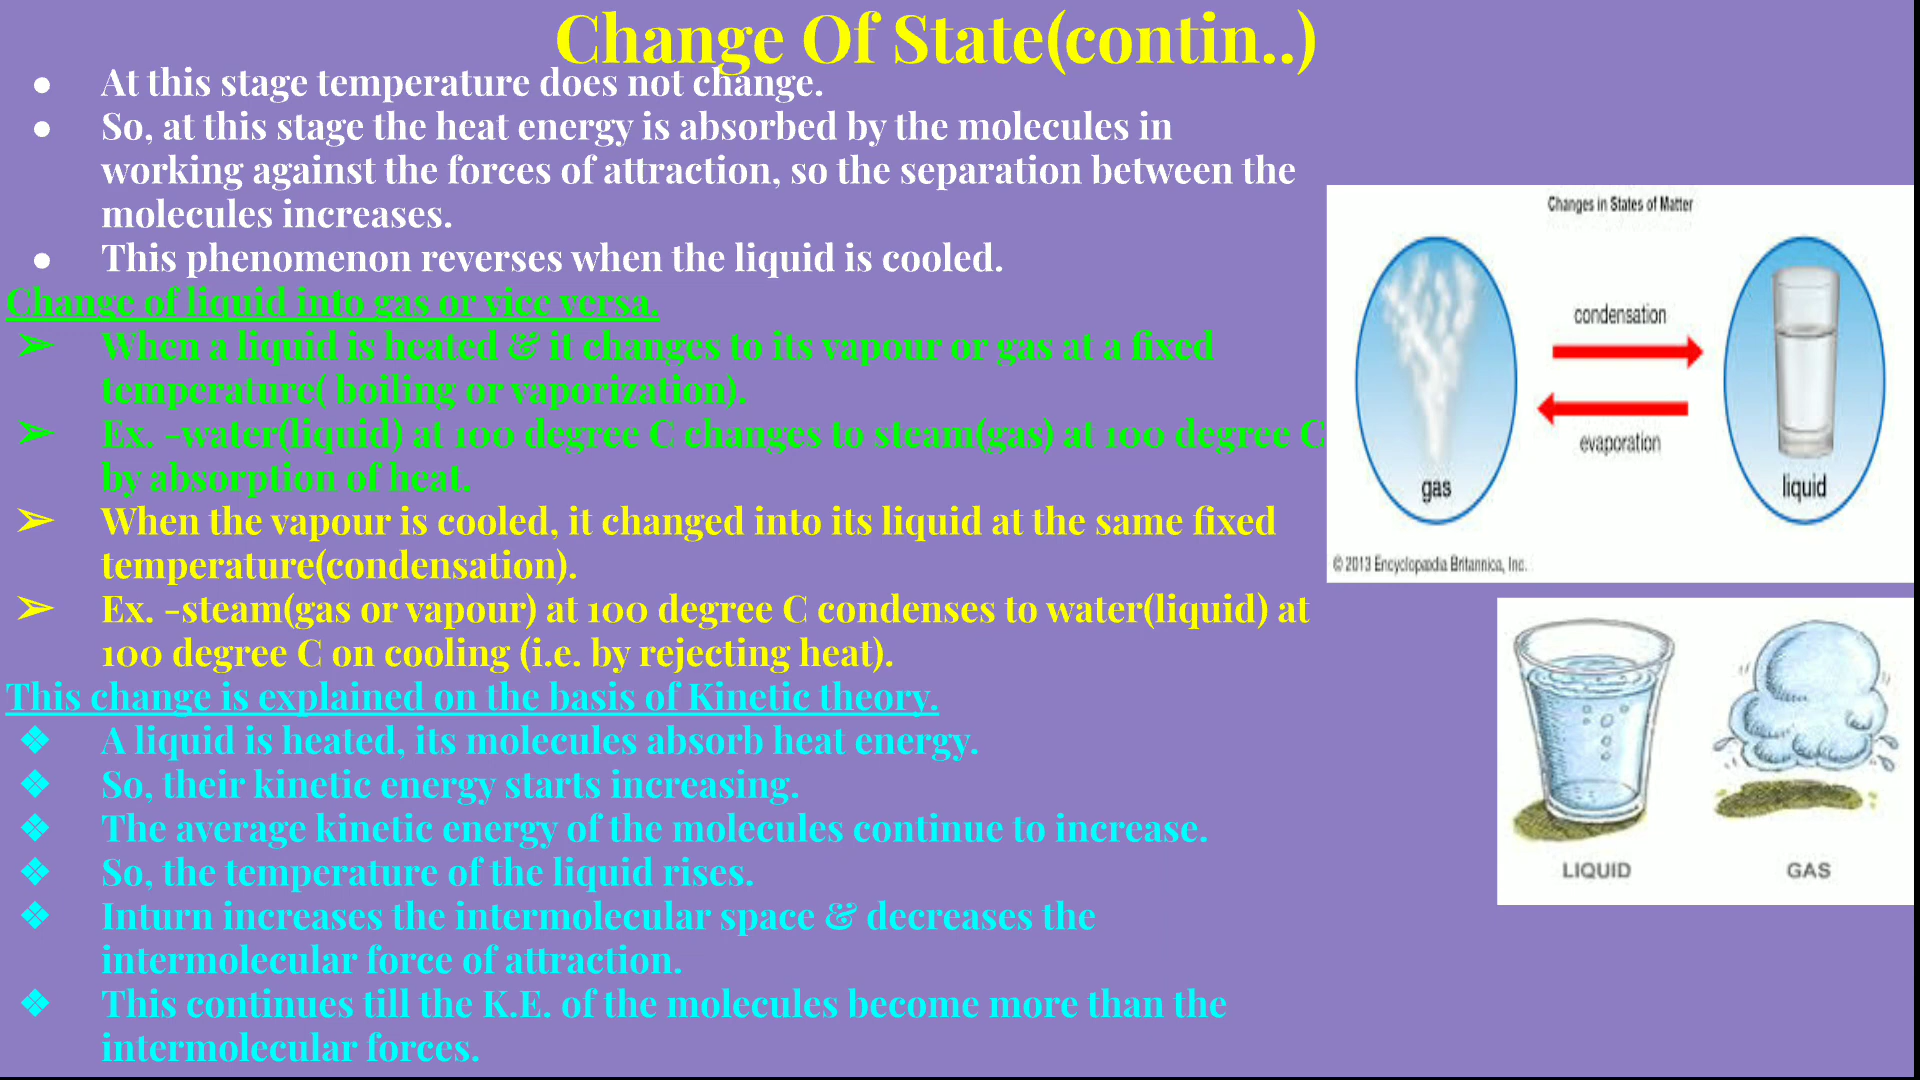 Change Of State(contin..)
● At this stage temperature does not change.
● So, at this stage the heat energy is absorbed by the molecules in
working against the forces of attraction, so the separation between the
molecules increases.
● This phenomenon reverses when the liquid is cooled.
Change of liquid into gas or vice versa.
➢ When a liquid is heated & it changes to its vapour or gas at a fixed
temperature( boiling or vaporization).
➢ Ex. -water(liquid) at 100 degree C changes to steam(gas) at 100 degree C
by absorption of heat.
➢ When the vapour is cooled, it changed into its liquid at the same fixed
temperature(condensation).
➢ Ex. -steam(gas or vapour) at 100 degree C condenses to water(liquid) at
100 degree C on cooling (i.e. by rejecting heat).
This change is explained on the basis of Kinetic theory.
❖ A liquid is heated, its molecules absorb heat energy.
❖ So, their kinetic energy starts increasing.
❖ The average kinetic energy of the molecules continue to increase.
❖ So, the temperature of the liquid rises.
❖ Inturn increases the intermolecular space & decreases the
intermolecular force of attraction.
❖ This continues till the K.E. of the molecules become more than the
intermolecular forces.
Changes in States of Matter
condensation
evaporation
gas
liquid
© 2013 Encyclopædia Britannica, Inc.
LIQUID
GAS